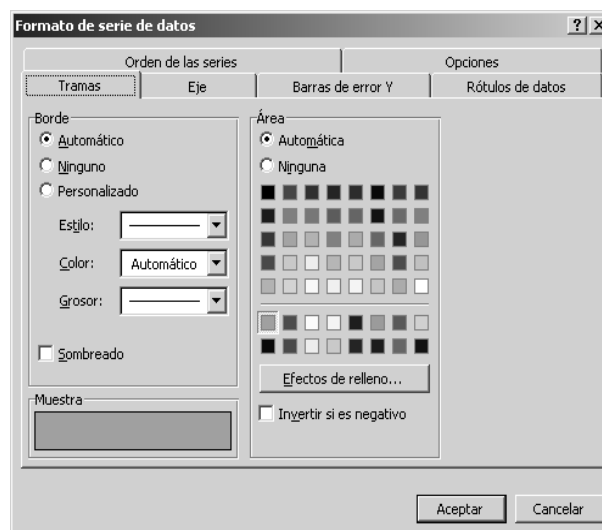 Formato de serie de datos
Orden de las series
Opciones
Tramas
Eje
Barras de error Y
Rótulos de datos
Borde
Automático
Ninguno
Personalizado
Estilo:
Color:
Automático
Grosor:
Sombreado
Muestra
Área
Automática
Ninguna
Efectos de relleno...
Invertir si es negativo
Aceptar
Cancelar